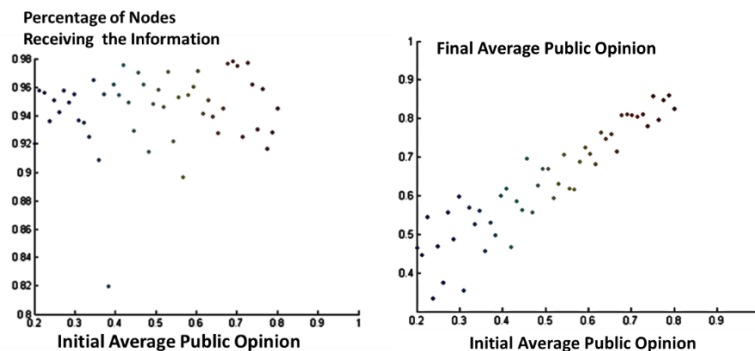 Percentage of Nodes
Receiving the Information
0.98
0.96
0.94
0.92
0.9
0.88
0.86
0.84
0.82
0.8
0.2 0.3 0.4 0.5 0.6 0.7 0.8 0.9 1
Initial Average Public Opinion
Final Average Public Opinion
1
0.9
0.8
0.7
0.6
0.5
0.4
0.2 0.3 0.4 0.5 0.6 0.7 0.8 0.9
Initial Average Public Opinion